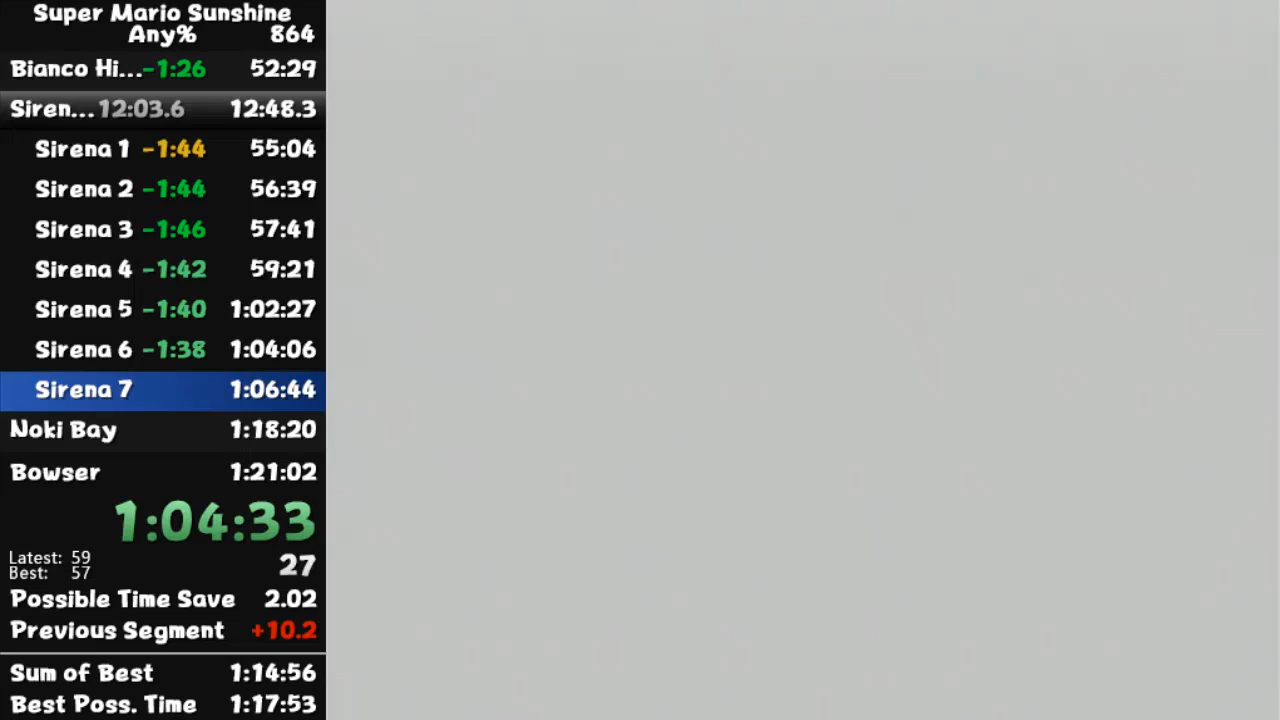 Super Mario Sunshine
Any% 864
Bianco Hi...-1:26 52:29
Siren... 12:03.6 12:48.3
Sirena 1 -1:44 55:04
Sirena 2 -1:44 56:39
Sirena 3 -1:46 57:41
Sirena 4 -1:42 59:21
Sirena 5 -1:40 1:02:27
Sirena 6 -1:38 1:04:06
Sirena 7 1:06:44
Noki Bay 1:18:20
Bowser 1:21:02
1:04:33
Latest: 59
Best: 57
27
Possible Time Save 2.02
Previous Segment +10.2
Sum of Best 1:14:56
Best Poss. Time 1:17:53